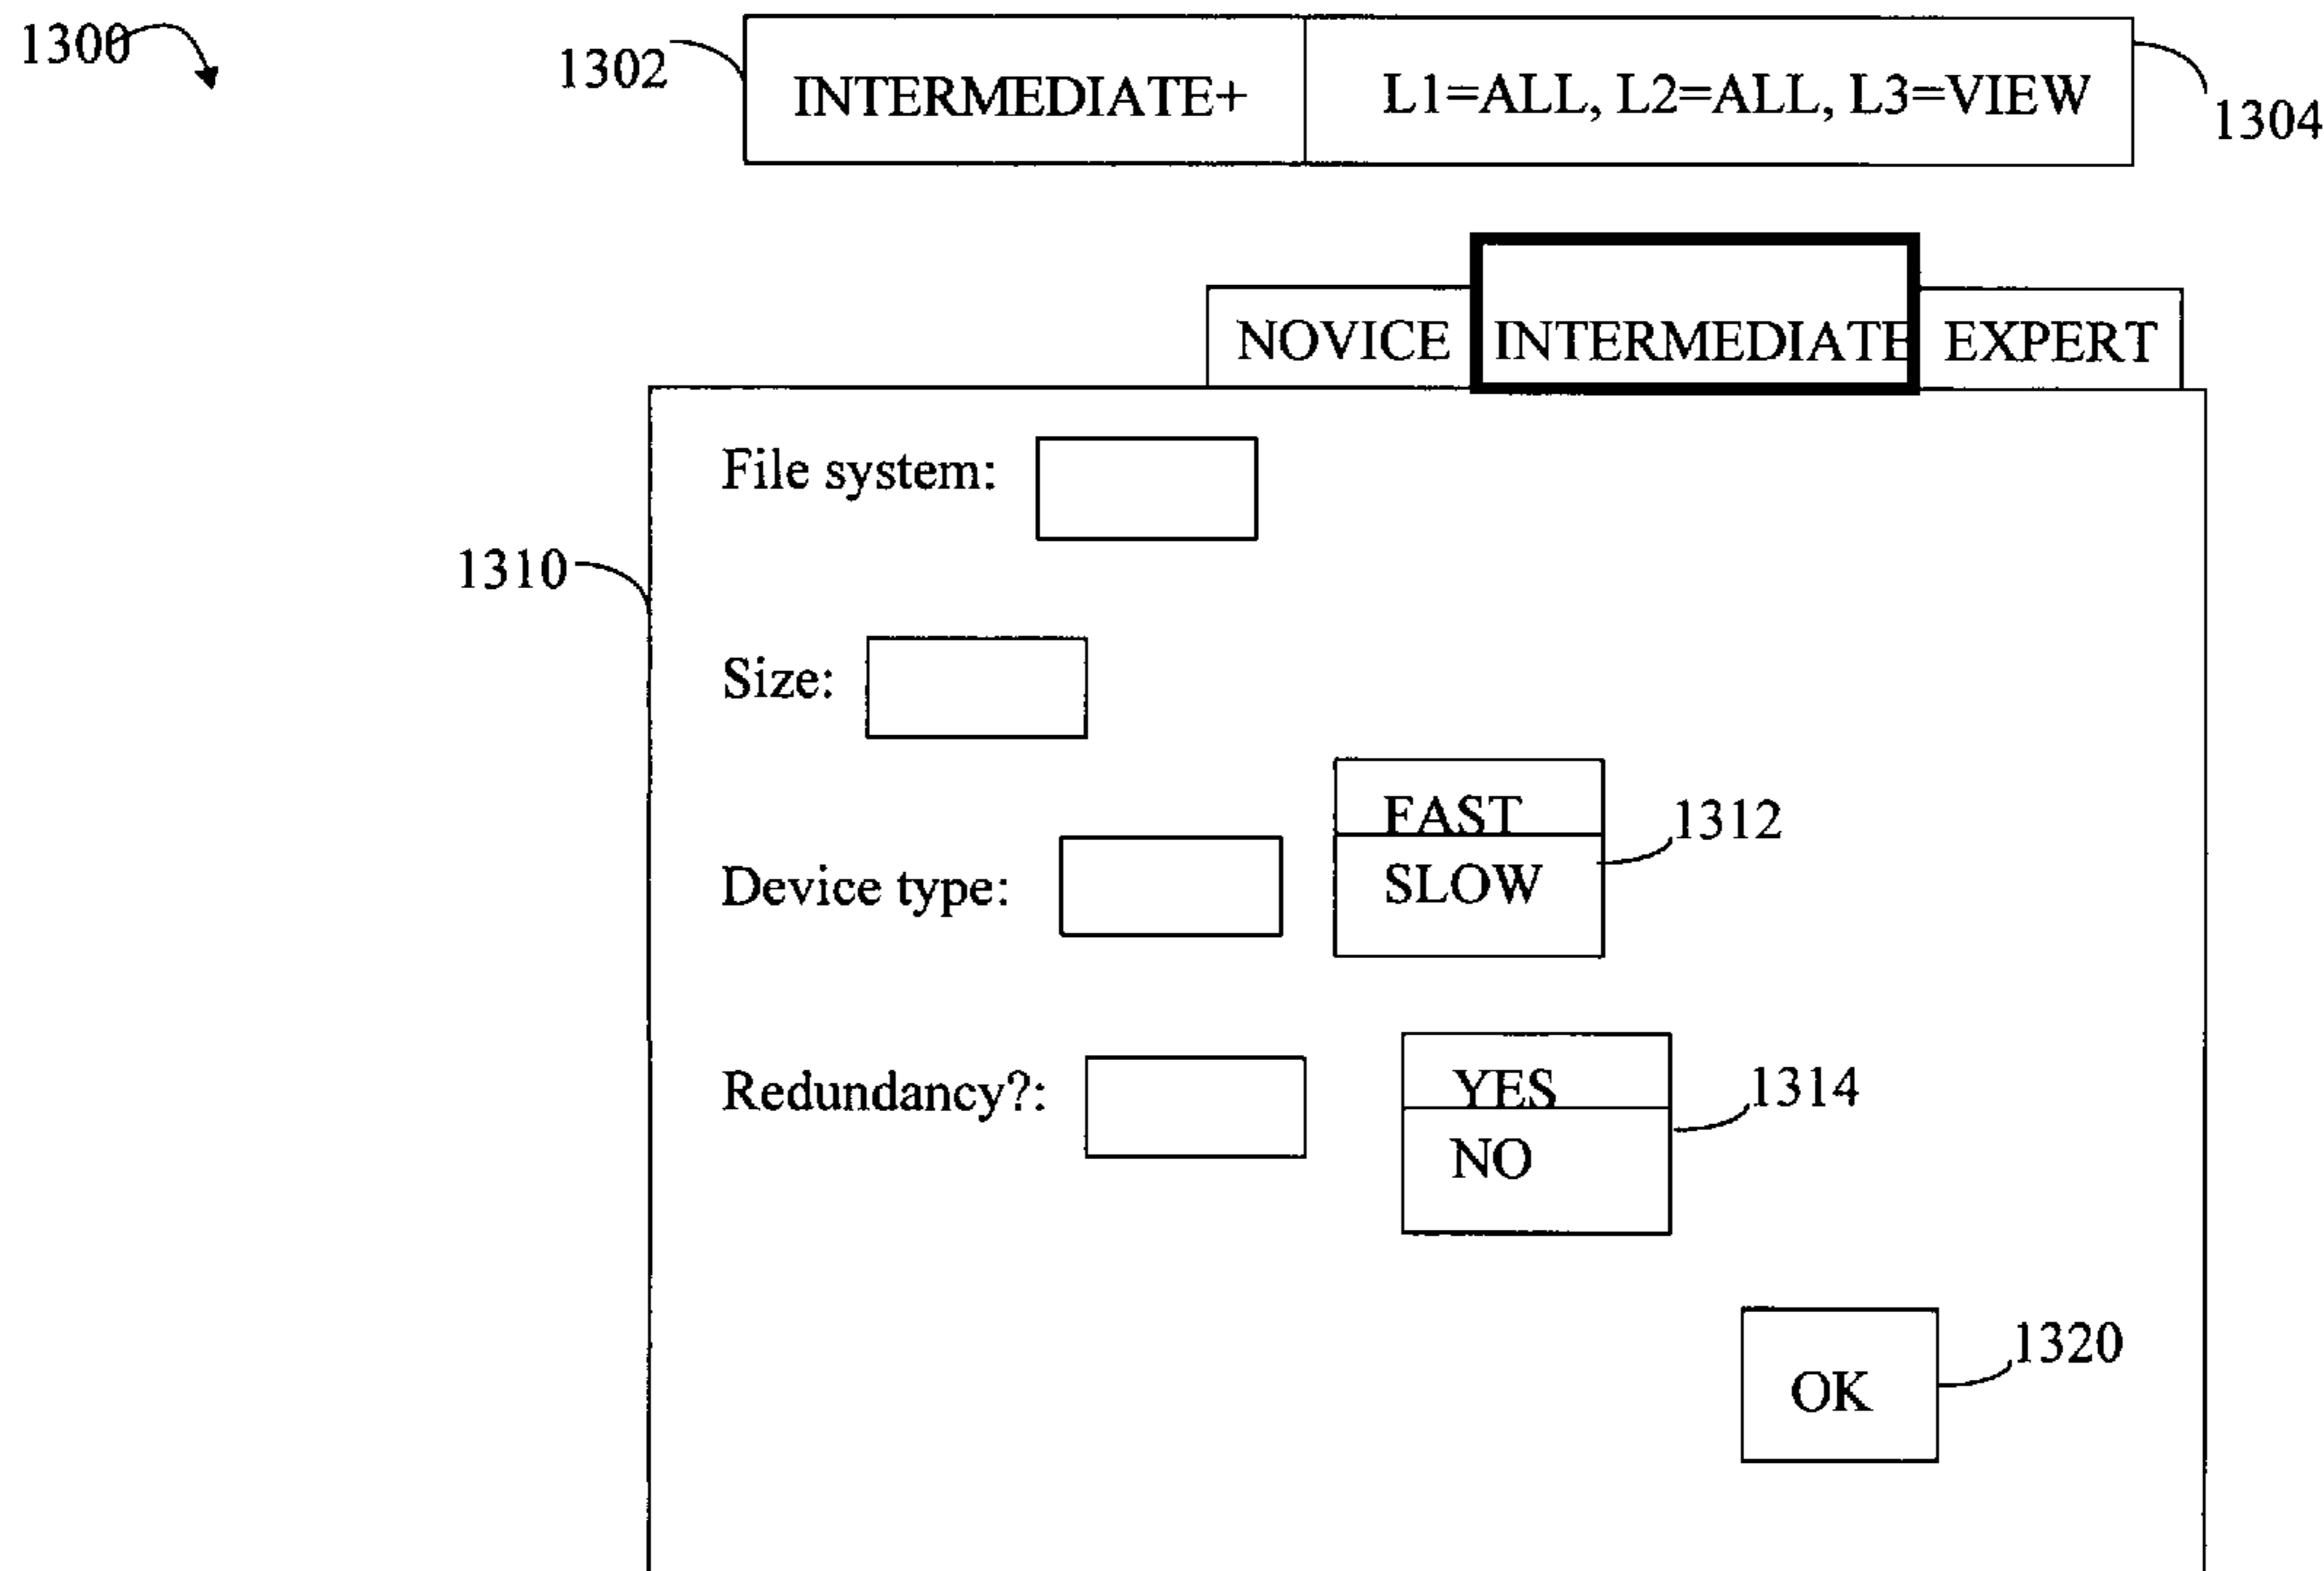 1300
1302
INTERMEDIATE+ L1=ALL, L2=ALL, L3=VIEW
1304
NOVICE INTERMEDIATE EXPERT
File system:
1310
Size:
FAST
1312
Device type:
SLOW
YES
1314
Redundancy?:
NO
1320
OK